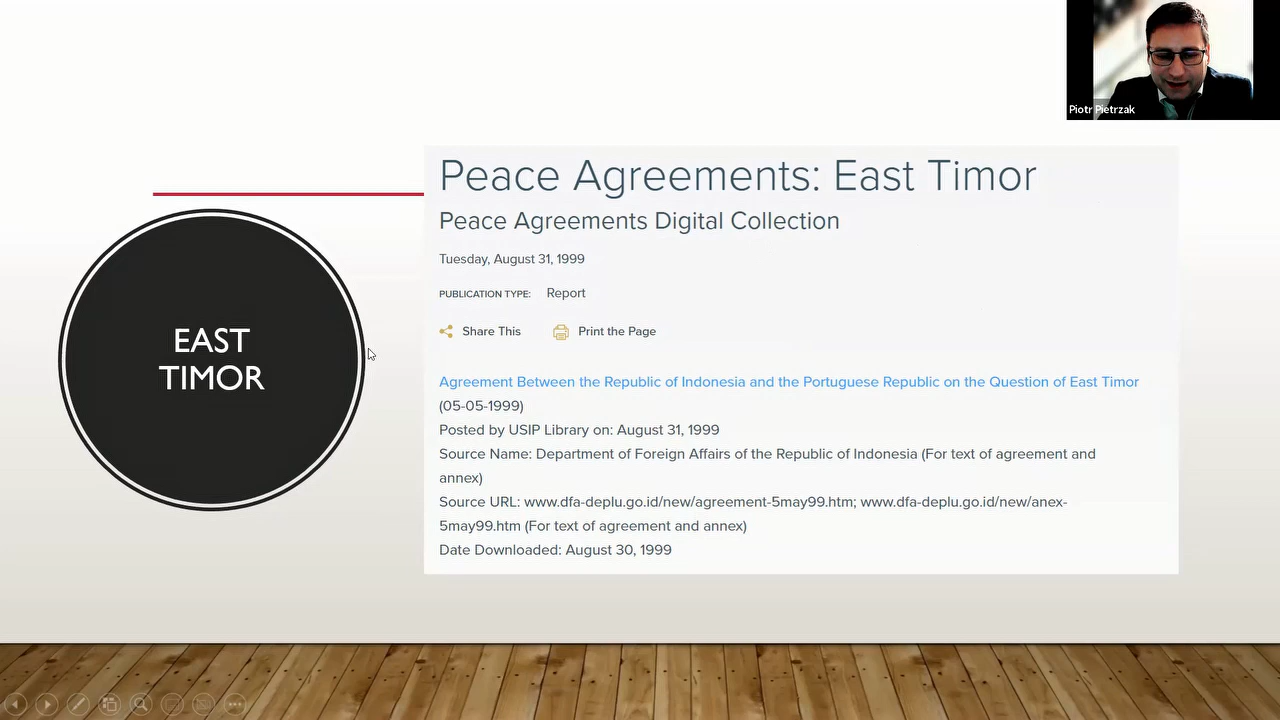 Piotr Pietrzak
EAST
TIMOR
Peace Agreements: East Timor
Peace Agreements Digital Collection
Tuesday, August 31, 1999
PUBLICATION TYPE: Report
Share This Print the Page
Agreement Between the Republic of Indonesia and the Portuguese Republic on the Question of East Timor
(05-05-1999)
Posted by USIP Library on: August 31, 1999
Source Name: Department of Foreign Affairs of the Republic of Indonesia (For text of agreement and
annex)
Source URL: www.dfa-deplu.go.id/new/agreement-5may99.htm; www.dfa-deplu.go.id/new/anex-
5may99.htm (For text of agreement and annex)
Date Downloaded: August 30, 1999